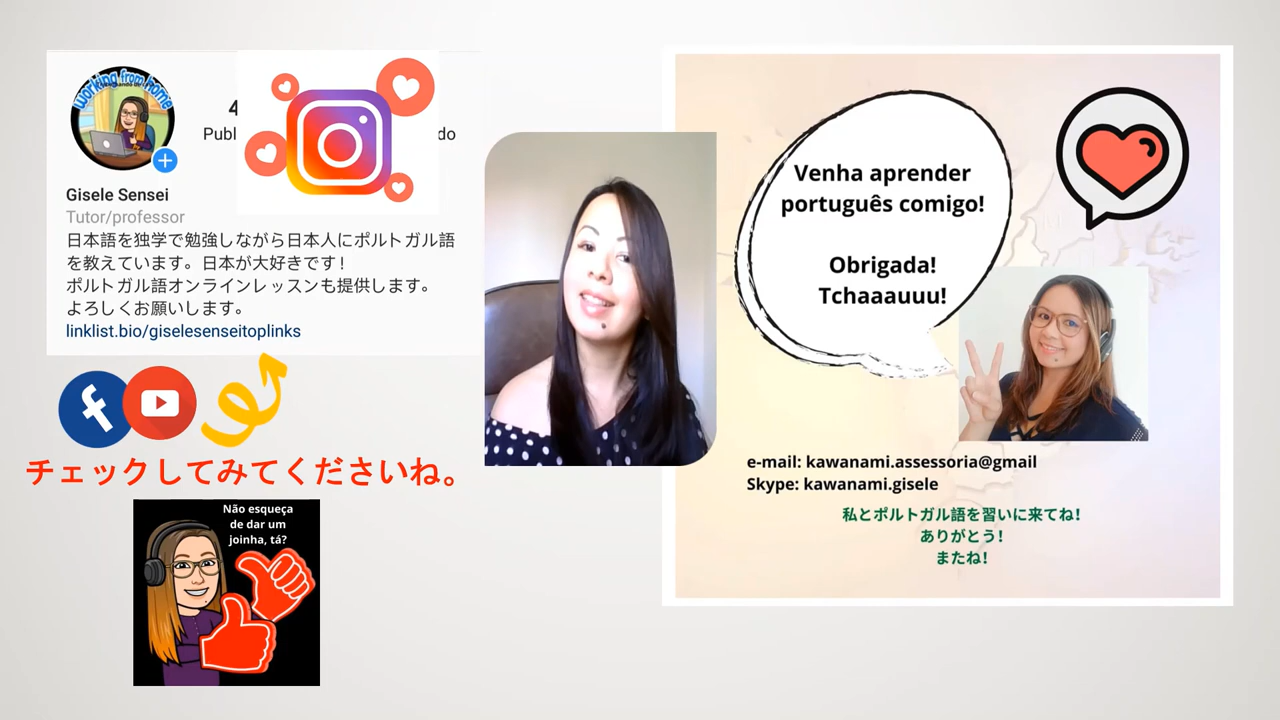 working from home
4
Publ
do
Gisele Sensei
Tutor/professor
日本語を独学で勉強しながら日本人にポルトガル語
を教えています。日本が大好きです！
ポルトガル語オンラインレッスンも提供します。
よろしくお願いします。
linklist.bio/giselesenseitoplinks
チェックしてみてくださいね。
Não esqueça
de dar um
joinha, tá?
Venha aprender
português comigo!
Obrigada!
Tchaaauuu!
e-mail: kawanami.assessoria@gmail
Skype: kawanami.gisele
私とポルトガル語を習いに来てね！
ありがとう！
またね！